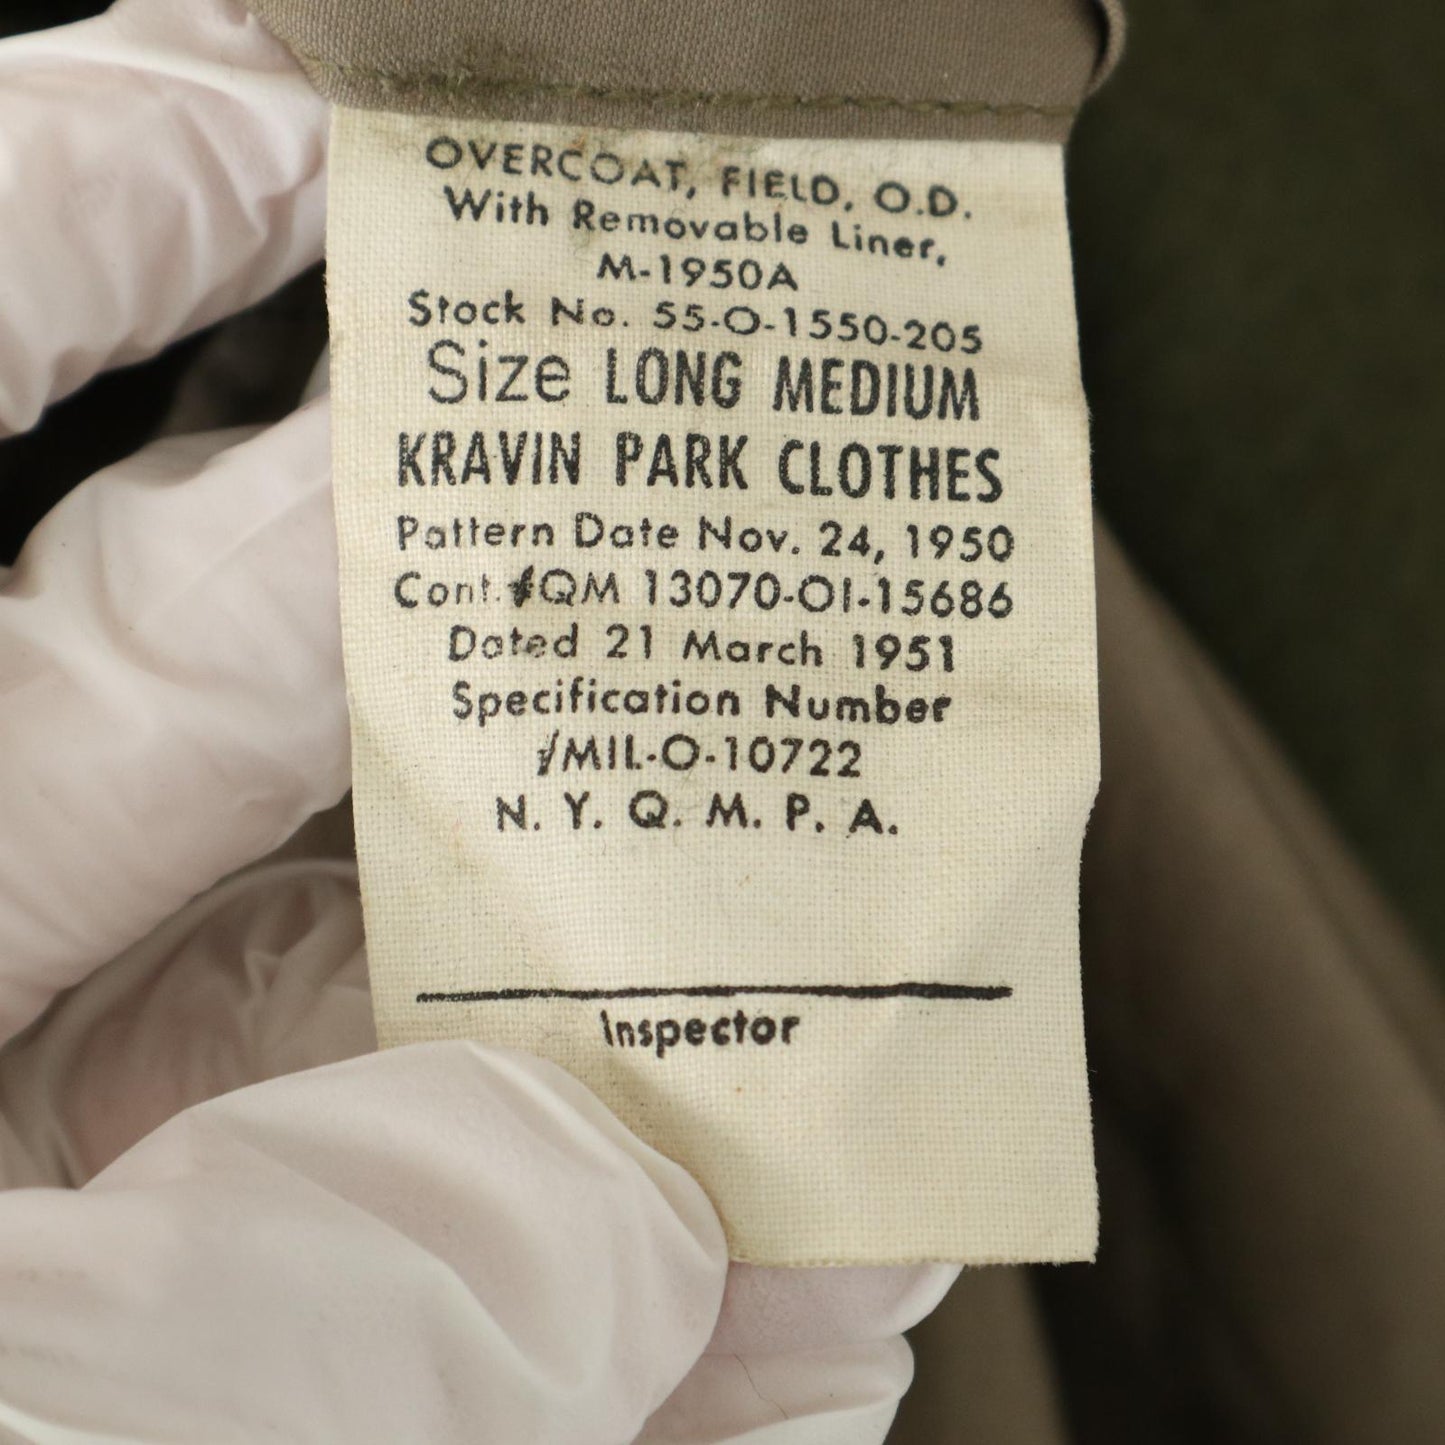 OVERCOAT, FIELD, O.D.
With Removable Liner,
M-1950A
Stock No. 55-O-1550-205
Size LONG MEDIUM
KRAVIN PARK CLOTHES
Pattern Date Nov. 24, 1950
Cont. #QM 13070-OI-15686
Dated 21 March 1951
Specification Number
/MIL-O-10722
N. Y. Q. M. P. A.
Inspector